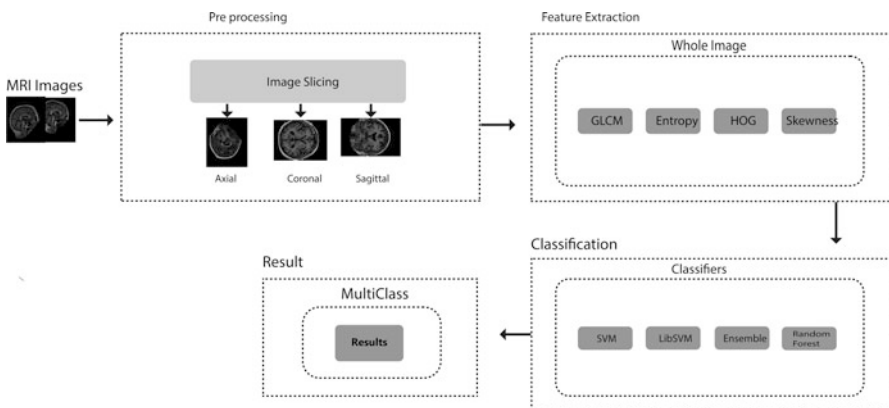 Pre processing
Feature Extraction
MRI Images
Image Slicing
Axial
Coronal
Sagittal
Whole Image
GLCM
Entropy
HOG
Skewness
Classification
Classifiers
SVM
LibSVM
Ensemble
Random
Forest
Result
MultiClass
Results